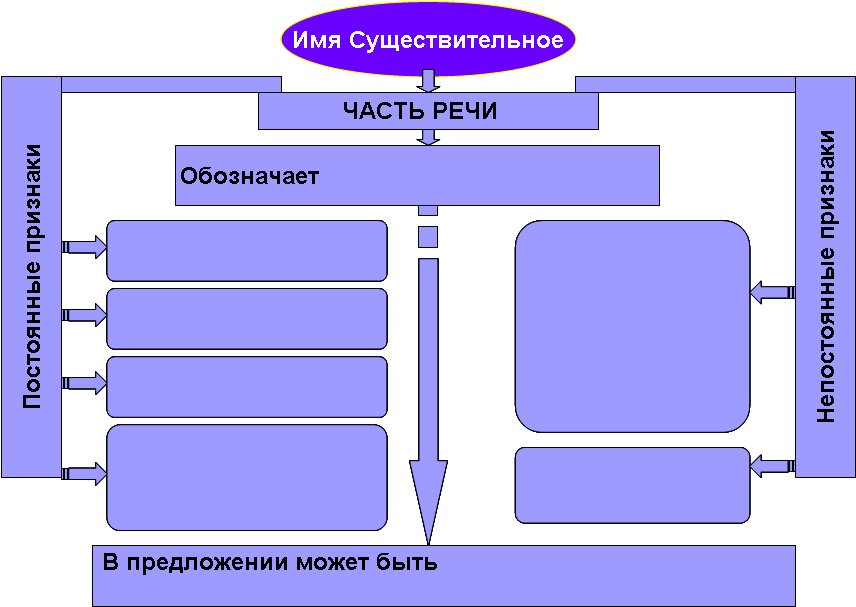 Имя Существительное
ЧАСТЬ РЕЧИ
Обозначает
Постоянные признаки
Непостоянные признаки
В предложении может быть